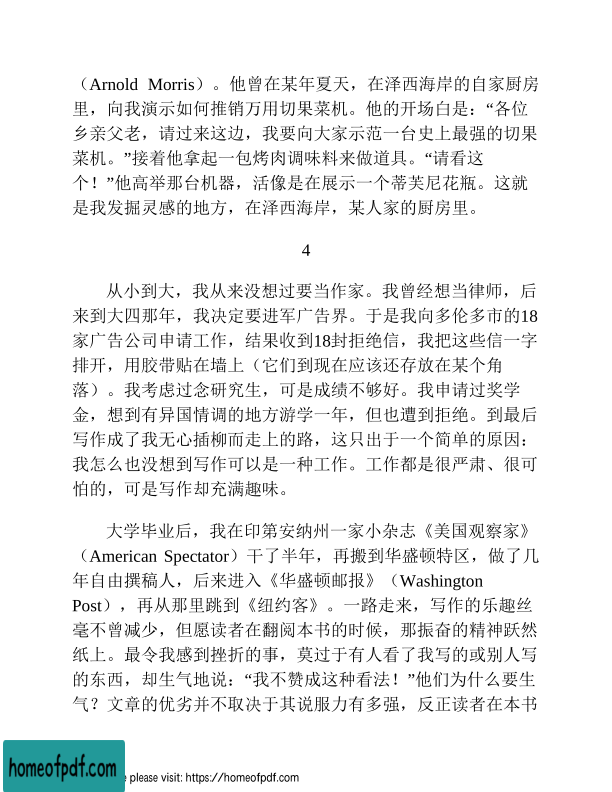 （Arnold Morris）。他曾在某年夏天，在泽西海岸的自家厨房
里，向我演示如何推销万用切果菜机。他的开场白是：“各位
乡亲父老，请过来这边，我要向大家示范一台史上最强的切果
菜机。”接着他拿起一包烤肉调味料来做道具。“请看这
个！”他高举那台机器，活像是在展示一个蒂芙尼花瓶。这就
是我发掘灵感的地方，在泽西海岸，某人家的厨房里。
4
从小到大，我从来没想过要当作家。我曾经想当律师，后
来到大四那年，我决定要进军广告界。于是我向多伦多市的18
家广告公司申请工作，结果收到18封拒绝信，我把这些信一字
排开，用胶带贴在墙上（它们到现在应该还存放在某个角
落）。我考虑过念研究生，可是成绩不够好。我申请过奖学
金，想到有异国情调的地方游学一年，但也遭到拒绝。到最后
写作成了我无心插柳而走上的路，这只出于一个简单的原因：
我怎么也没想到写作可以是一种工作。工作都是很严肃、很可
怕的，可是写作却充满趣味。
大学毕业后，我在印第安纳州一家小杂志《美国观察家》
（American Spectator）干了半年，再搬到华盛顿特区，做了几
年自由撰稿人，后来进入《华盛顿邮报》（Washington
Post），再从那里跳到《纽约客》。一路走来，写作的乐趣丝
毫不曾减少，但愿读者在翻阅本书的时候，那振奋的精神跃然
纸上。最令我感到挫折的事，莫过于有人看了我写的或别人写
的东西，却生气地说：“我不赞成这种看法！”他们为什么要生
气？文章的优劣并不取决于其说服力有多强，反正读者在本书
homeofpdf.com
please visit: https://homeofpdf.com